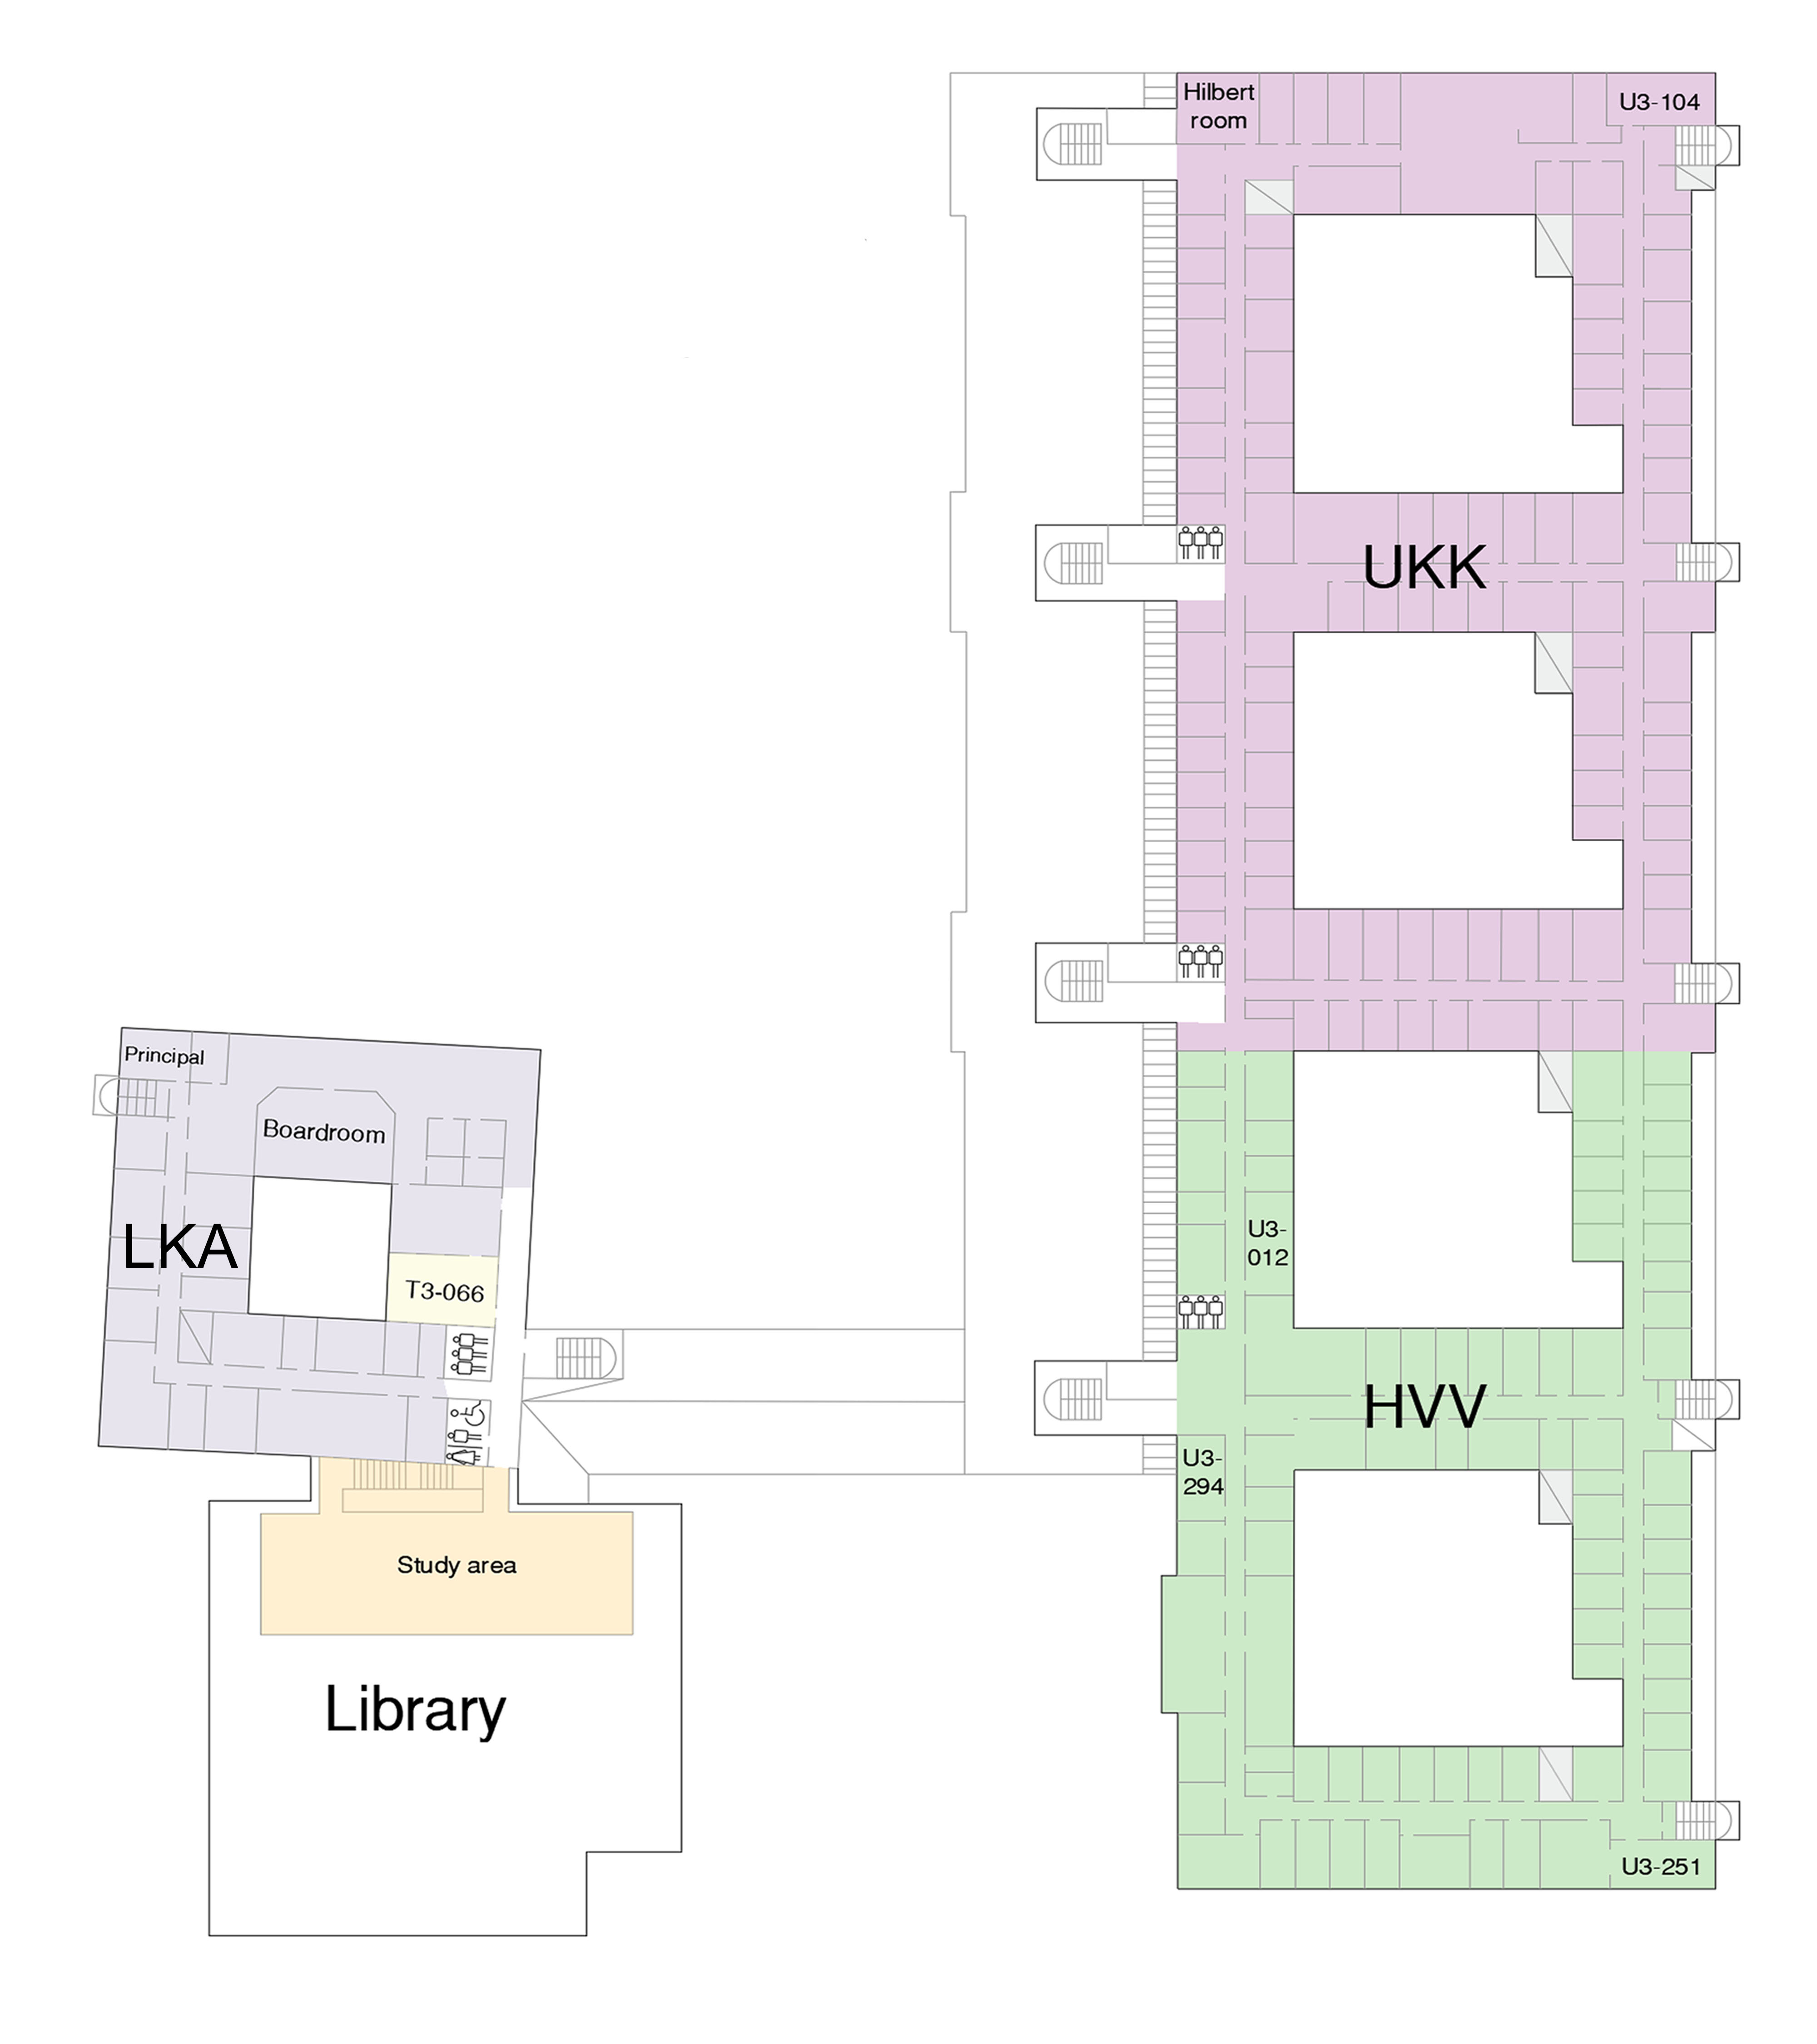 Hilbert
room
U3-104
UKK
Principal
Boardroom
LKA
T3-066
U3-
012
HVV
U3-
294
Study area
Library
U3-251